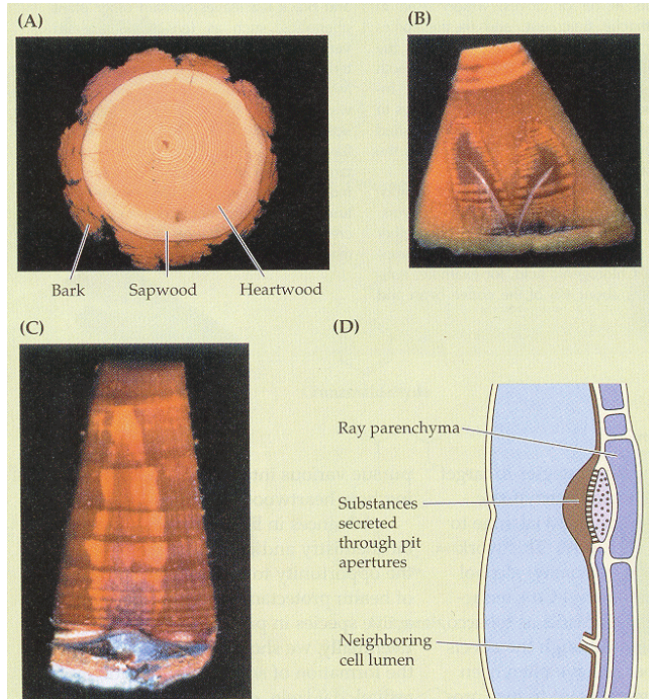 (A)
(B)
Bark
Sapwood
Heartwood
(C)
(D)
Ray parenchyma
Substances
secreted
through pit
apertures
Neighboring
cell lumen